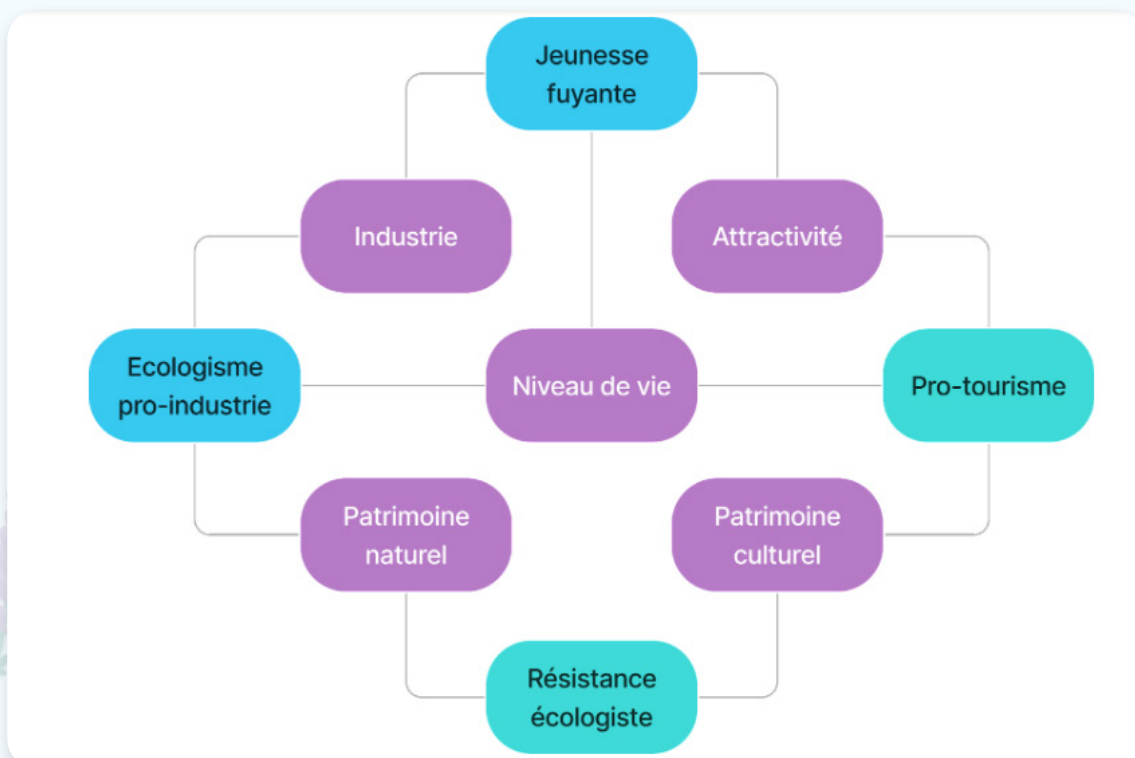 Jeunesse
fuyante
Industrie
Attractivité
Ecologisme
pro-industrie
Niveau de vie
Pro-tourisme
Patrimoine
naturel
Patrimoine
culturel
Résistance
écologiste